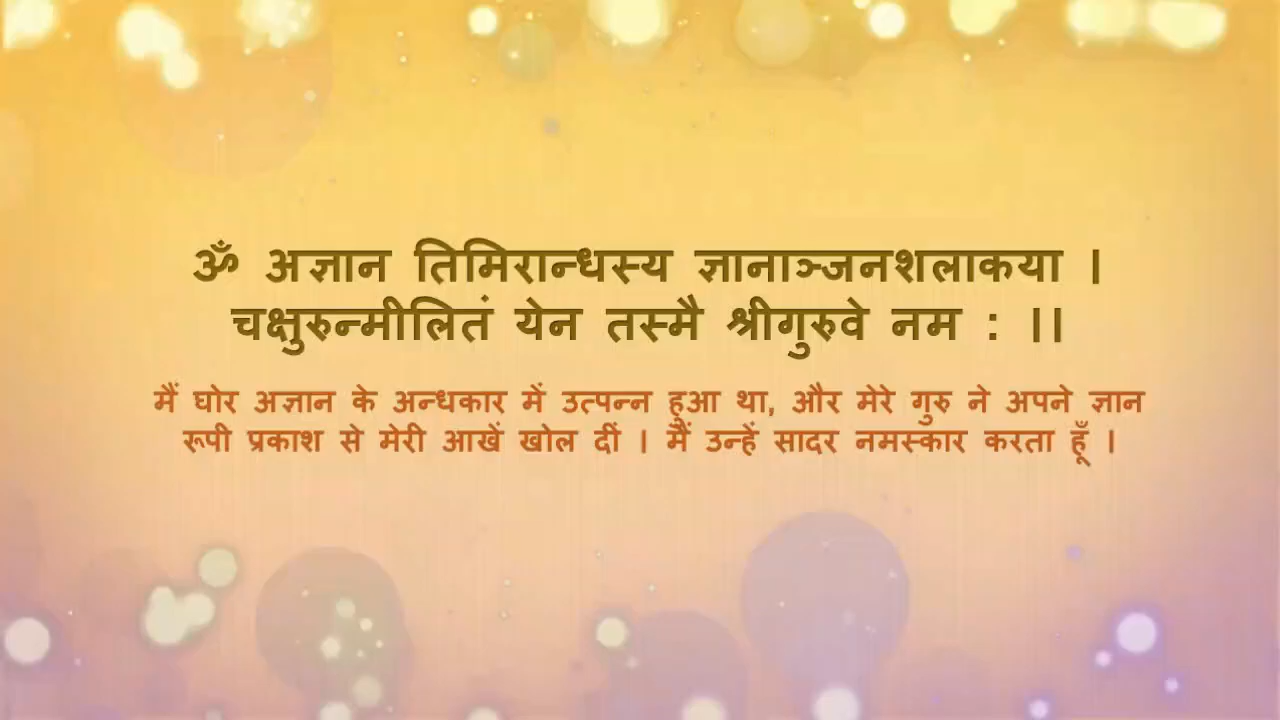 ॐ अज्ञान तिमिरान्धस्य ज्ञानाञ्जनशलाकया ।
चक्षुरुन्मीलितं येन तस्मै श्रीगुरुवे नम : ।।
मैं घोर अज्ञान के अन्धकार में उत्पन्न हुआ था, और मेरे गुरु ने अपने ज्ञान
रूपी प्रकाश से मेरी आखें खोल दीं । मैं उन्हें सादर नमस्कार करता हूँ ।